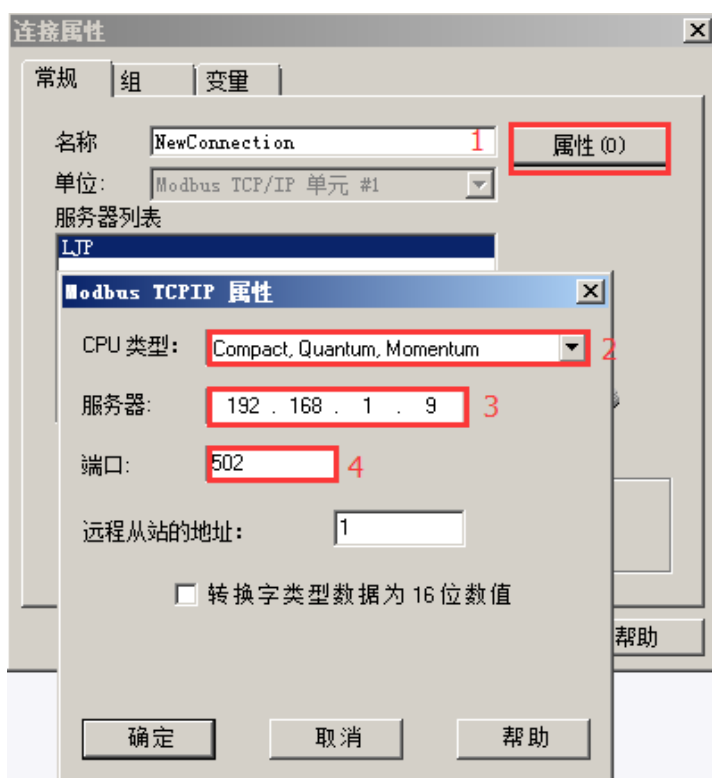 连接属性
常规 组 变量
名称 NewConnection 1 属性(O)
单位: Modbus TCP/IP 单元 #1
服务器列表
LJP
Modbus TCPIP 属性
CPU 类型: Compact, Quantum, Momentum 2
服务器: 192 . 168 . 1 . 9 3
端口: 502 4
远程从站的地址: 1
转换字类型数据为 16 位数值
帮助
确定 取消 帮助